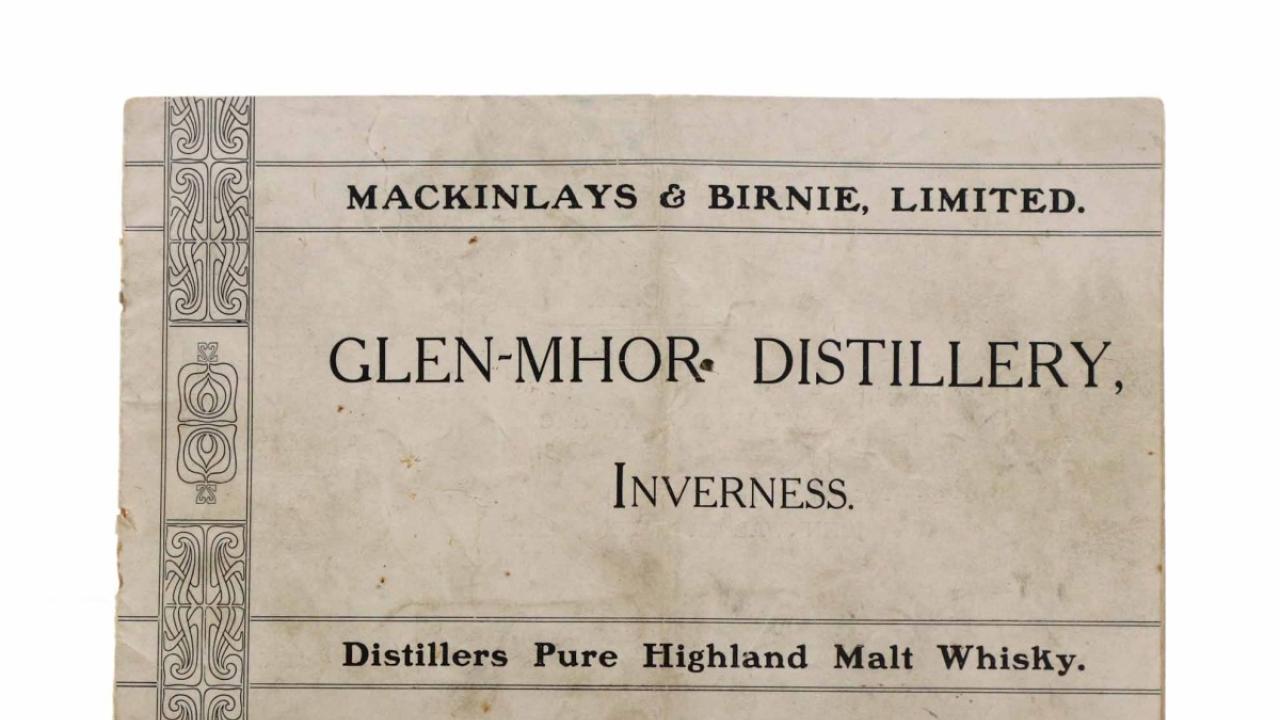 MACKINLAYS & BIRNIE, LIMITED.
GLEN-MHOR DISTILLERY,
INVERNESS.
Distillers Pure Highland Malt Whisky.